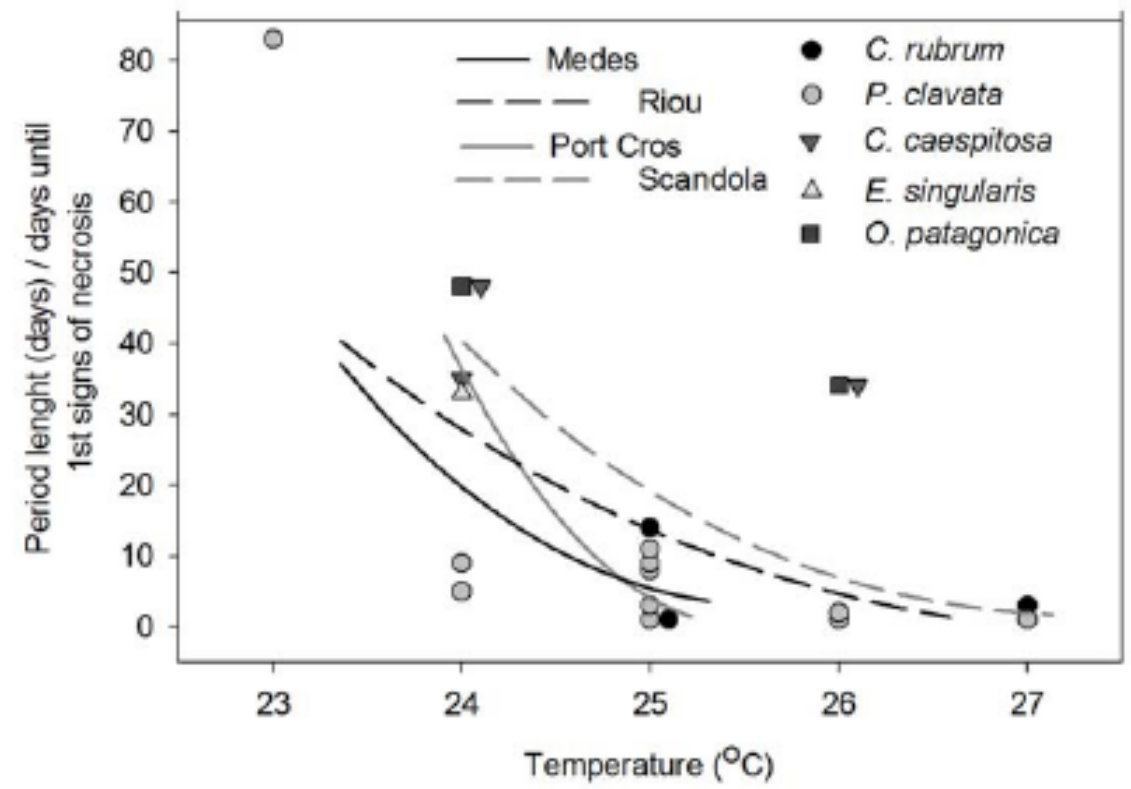 Period lenght (days) / days until
1st signs of necrosis
80
70
60
50
40
30
20
10
0
Medes
Riou
Port Cros
Scandola
C. rubrum
P. clavata
C. caespitosa
E. singularis
O. patagonica
23 24 25 26 27
Temperature (°C)